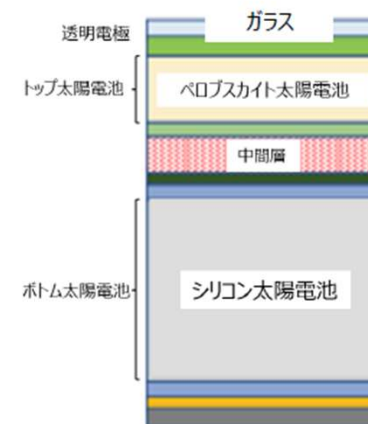 ガラス
透明電極
トップ太陽電池
ペロブスカイト太陽電池
中間層
ボトム太陽電池
シリコン太陽電池